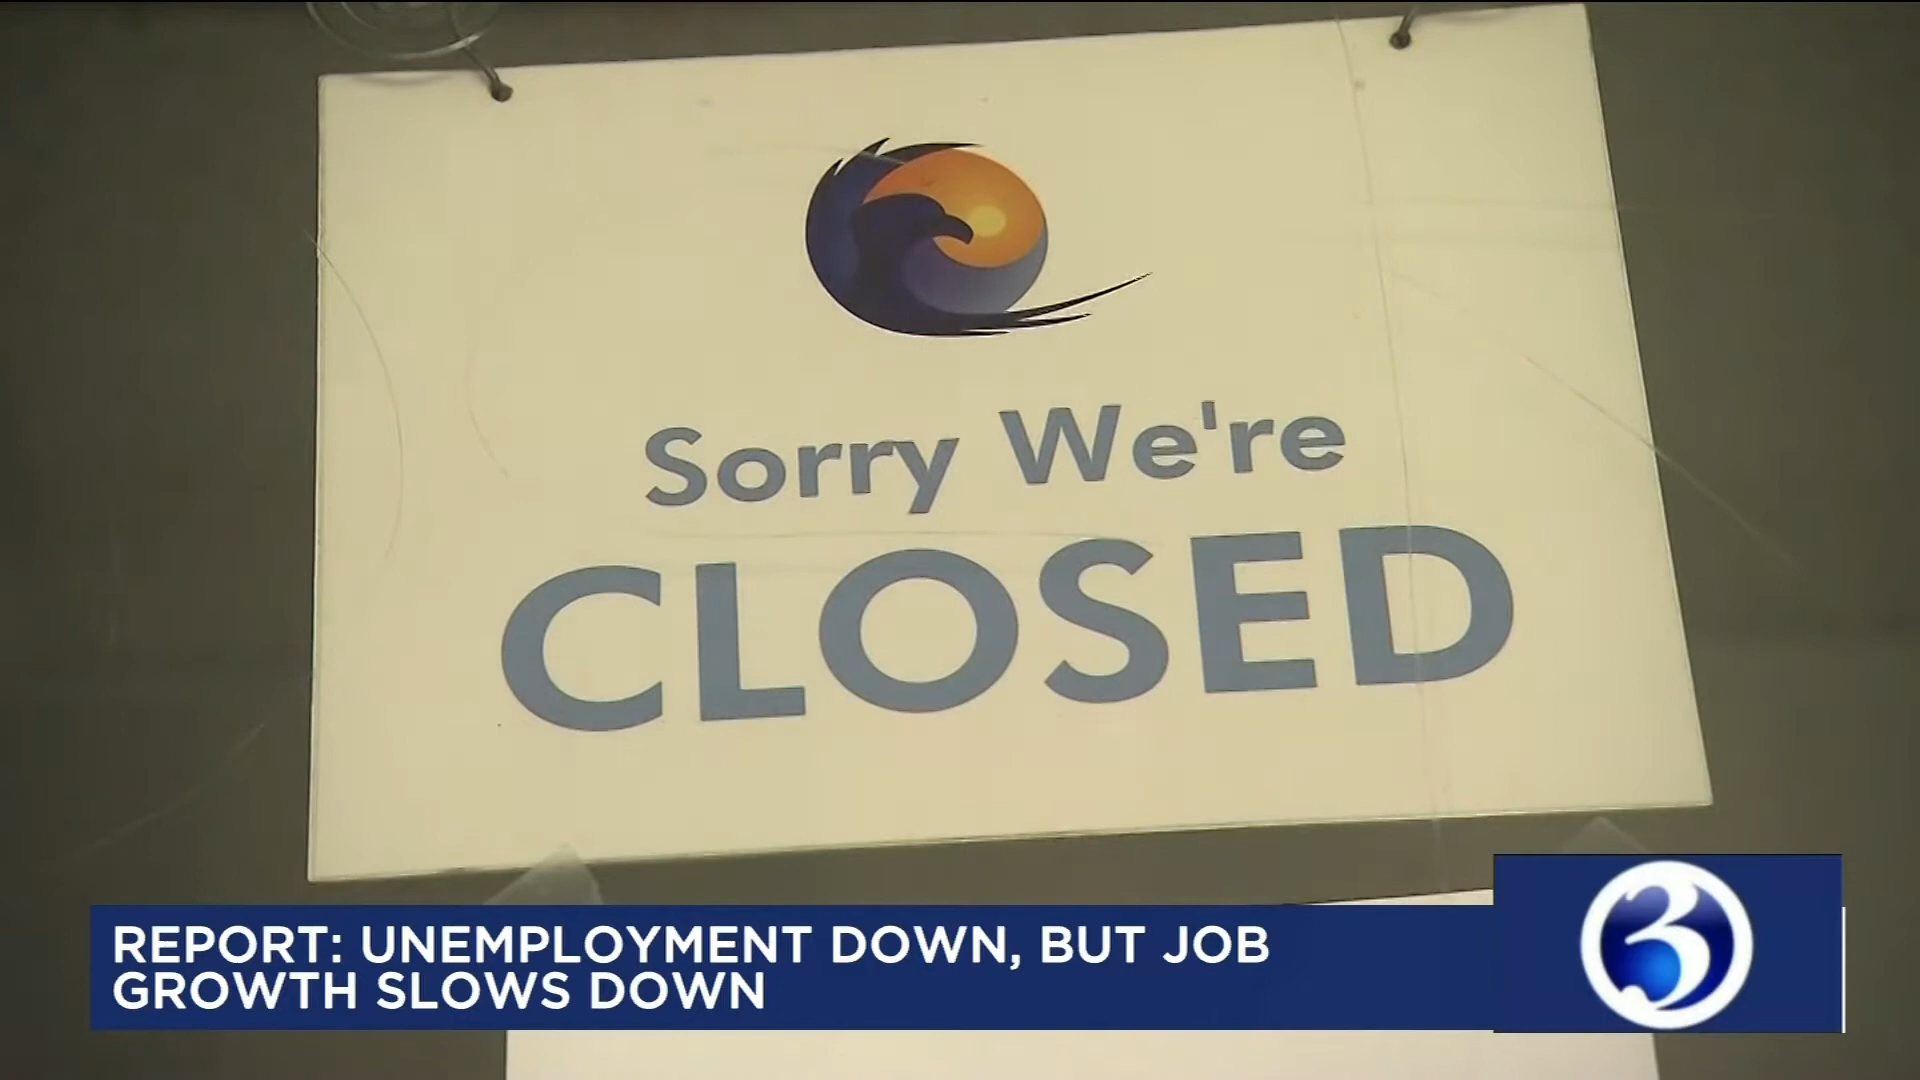 Sorry We're
CLOSED
REPORT: UNEMPLOYMENT DOWN, BUT JOB
GROWTH SLOWS DOWN
3